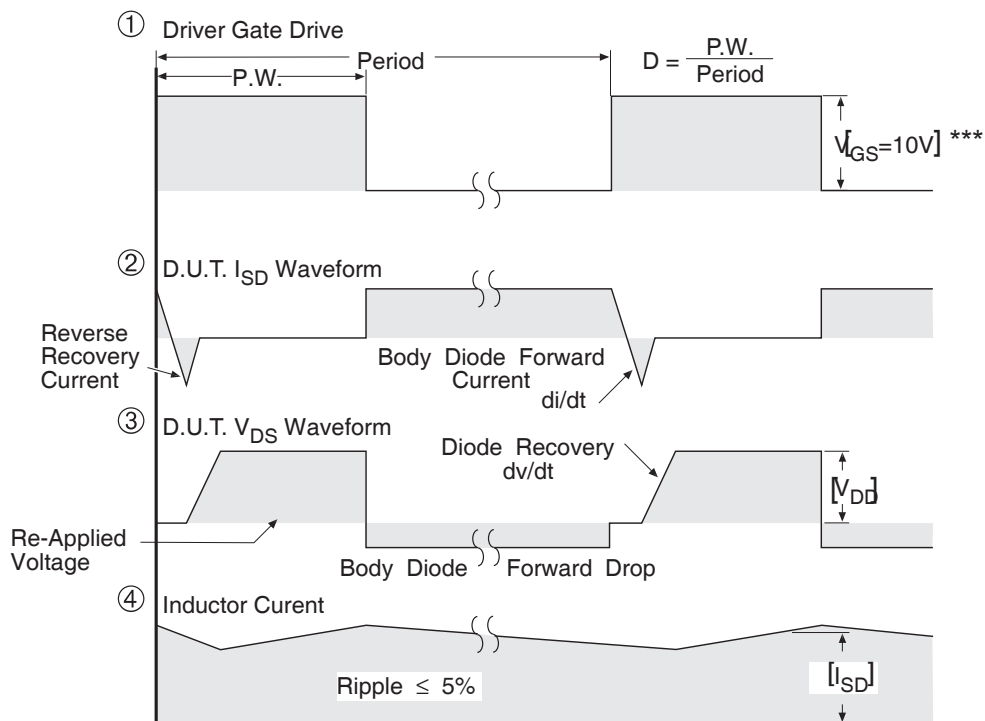 ① Driver Gate Drive
Period
P.W.
D = P.W. / Period
V[GS=10V] ***
② D.U.T. ISD Waveform
Reverse
Recovery
Current
Body Diode Forward
Current
di/dt
③ D.U.T. VDS Waveform
Diode Recovery
dv/dt
[VDD]
Re-Applied
Voltage
Body Diode Forward Drop
④ Inductor Curent
Ripple ≤ 5%
[ISD]